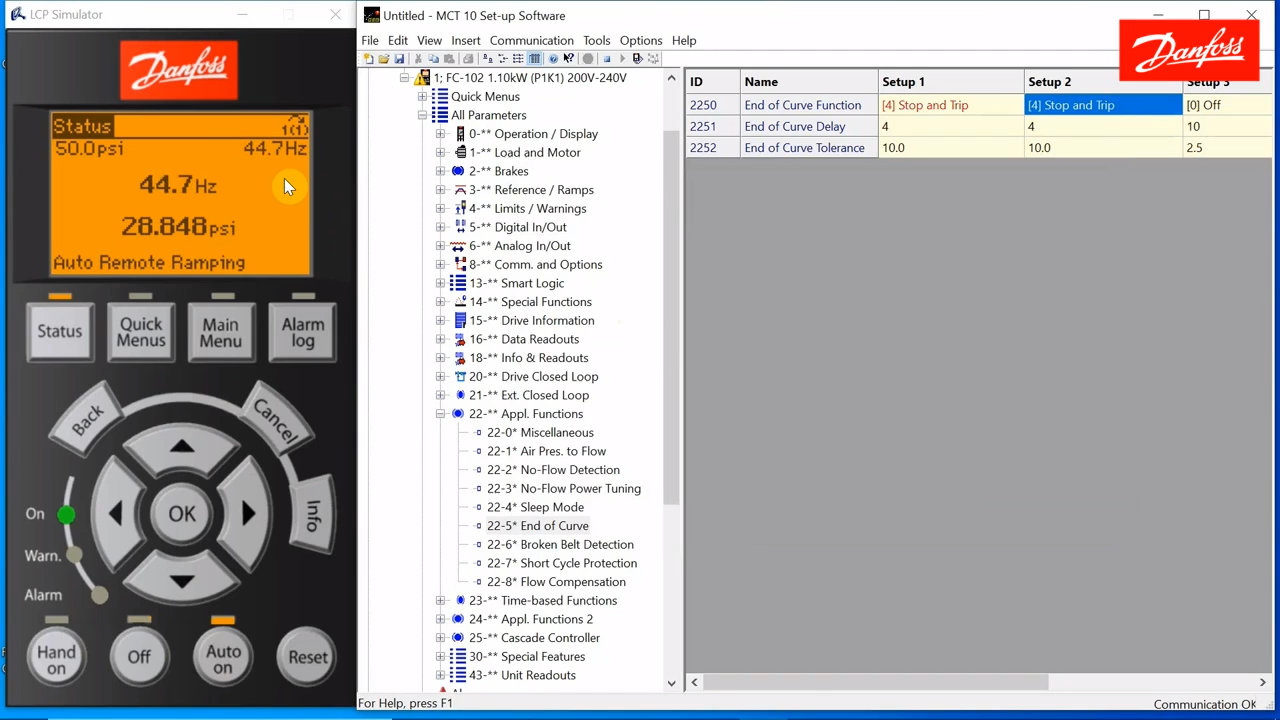 LCP Simulator
Danfoss
Status
1(1)
50.0psi 44.7Hz
44.7Hz
28.848psi
Auto Remote Ramping
Status
Quick Menus
Main Menu
Alarm log
Back
Cancel
Info
OK
On
Warn.
Alarm
Hand on
Off
Auto on
Reset
Untitled - MCT 10 Set-up Software
Danfoss
File Edit View Insert Communication Tools Options Help
1; FC-102 1.10kW (P1K1) 200V-240V
Quick Menus
All Parameters
0-** Operation / Display
1-** Load and Motor
2-** Brakes
3-** Reference / Ramps
4-** Limits / Warnings
5-** Digital In/Out
6-** Analog In/Out
8-** Comm. and Options
13-** Smart Logic
14-** Special Functions
15-** Drive Information
16-** Data Readouts
18-** Info & Readouts
20-** Drive Closed Loop
21-** Ext. Closed Loop
22-** Appl. Functions
22-0* Miscellaneous
22-1* Air Pres. to Flow
22-2* No-Flow Detection
22-3* No-Flow Power Tuning
22-4* Sleep Mode
22-5* End of Curve
22-6* Broken Belt Detection
22-7* Short Cycle Protection
22-8* Flow Compensation
23-** Time-based Functions
24-** Appl. Functions 2
25-** Cascade Controller
30-** Special Features
43-** Unit Readouts
ID Name Setup 1 Setup 2 Setup 3
2250 End of Curve Function [4] Stop and Trip [4] Stop and Trip [0] Off
2251 End of Curve Delay 4 4 10
2252 End of Curve Tolerance 10.0 10.0 2.5
For Help, press F1
Communication OK